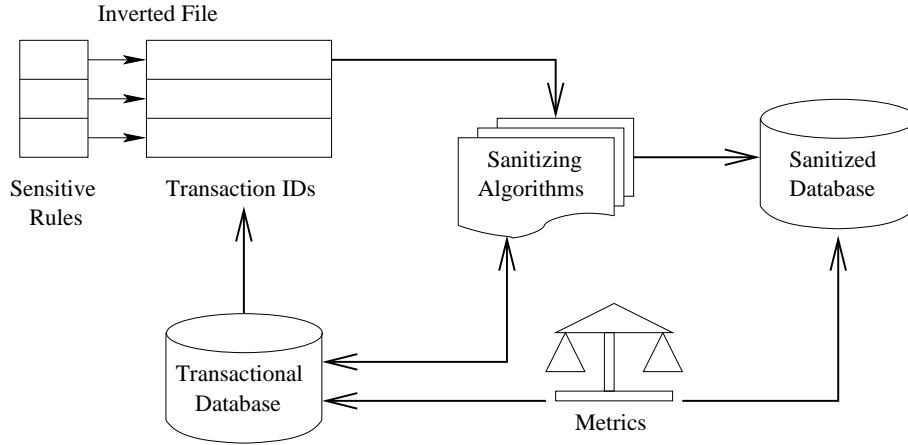 Inverted File
Sensitive
Rules
Transaction IDs
Sanitizing
Algorithms
Sanitized
Database
Transactional
Database
Metrics